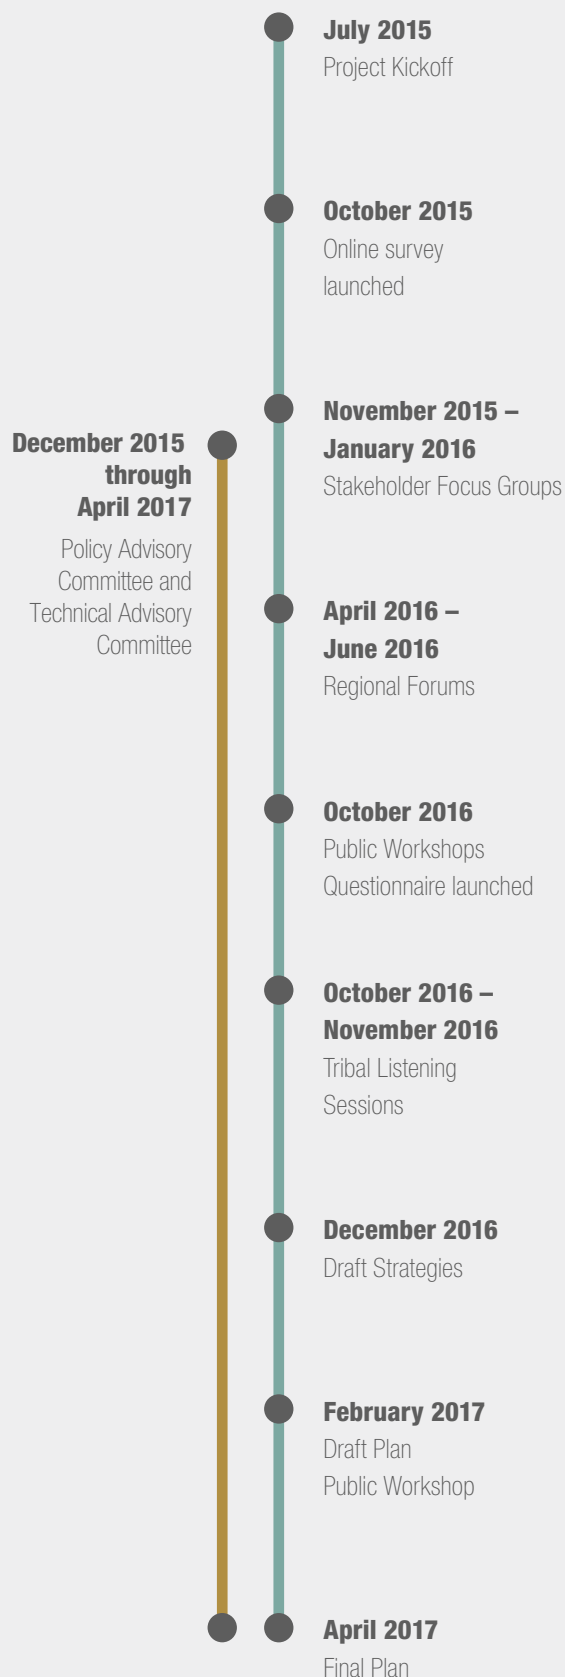 July 2015
Project Kickoff
October 2015
Online survey
launched
November 2015 –
January 2016
Stakeholder Focus Groups
December 2015
through
April 2017
Policy Advisory
Committee and
Technical Advisory
Committee
April 2016 –
June 2016
Regional Forums
October 2016
Public Workshops
Questionnaire launched
October 2016 –
November 2016
Tribal Listening
Sessions
December 2016
Draft Strategies
February 2017
Draft Plan
Public Workshop
April 2017
Final Plan